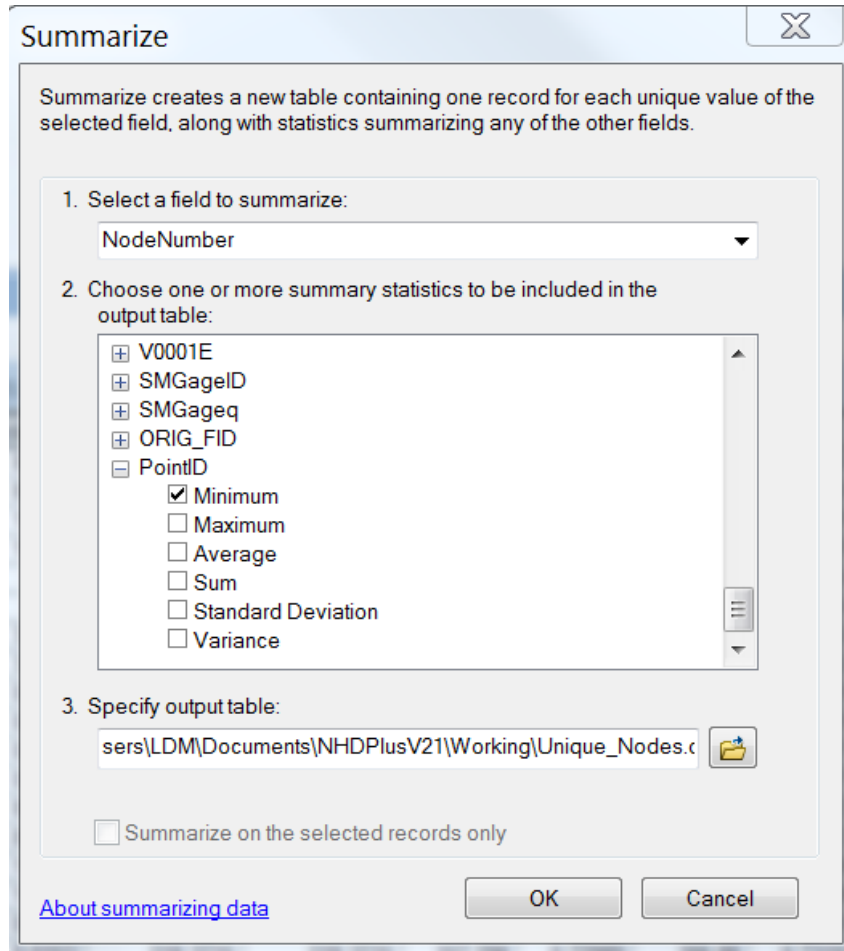 Summarize
Summarize creates a new table containing one record for each unique value of the
selected field, along with statistics summarizing any of the other fields.
1. Select a field to summarize:
NodeNumber
2. Choose one or more summary statistics to be included in the
output table:
V0001E
SMGageID
SMGageq
ORIG_FID
PointID
Minimum
Maximum
Average
Sum
Standard Deviation
Variance
3. Specify output table:
sers\LDM\Documents\NHDPlusV21\Working\Unique_Nodes.c
Summarize on the selected records only
About summarizing data
OK
Cancel